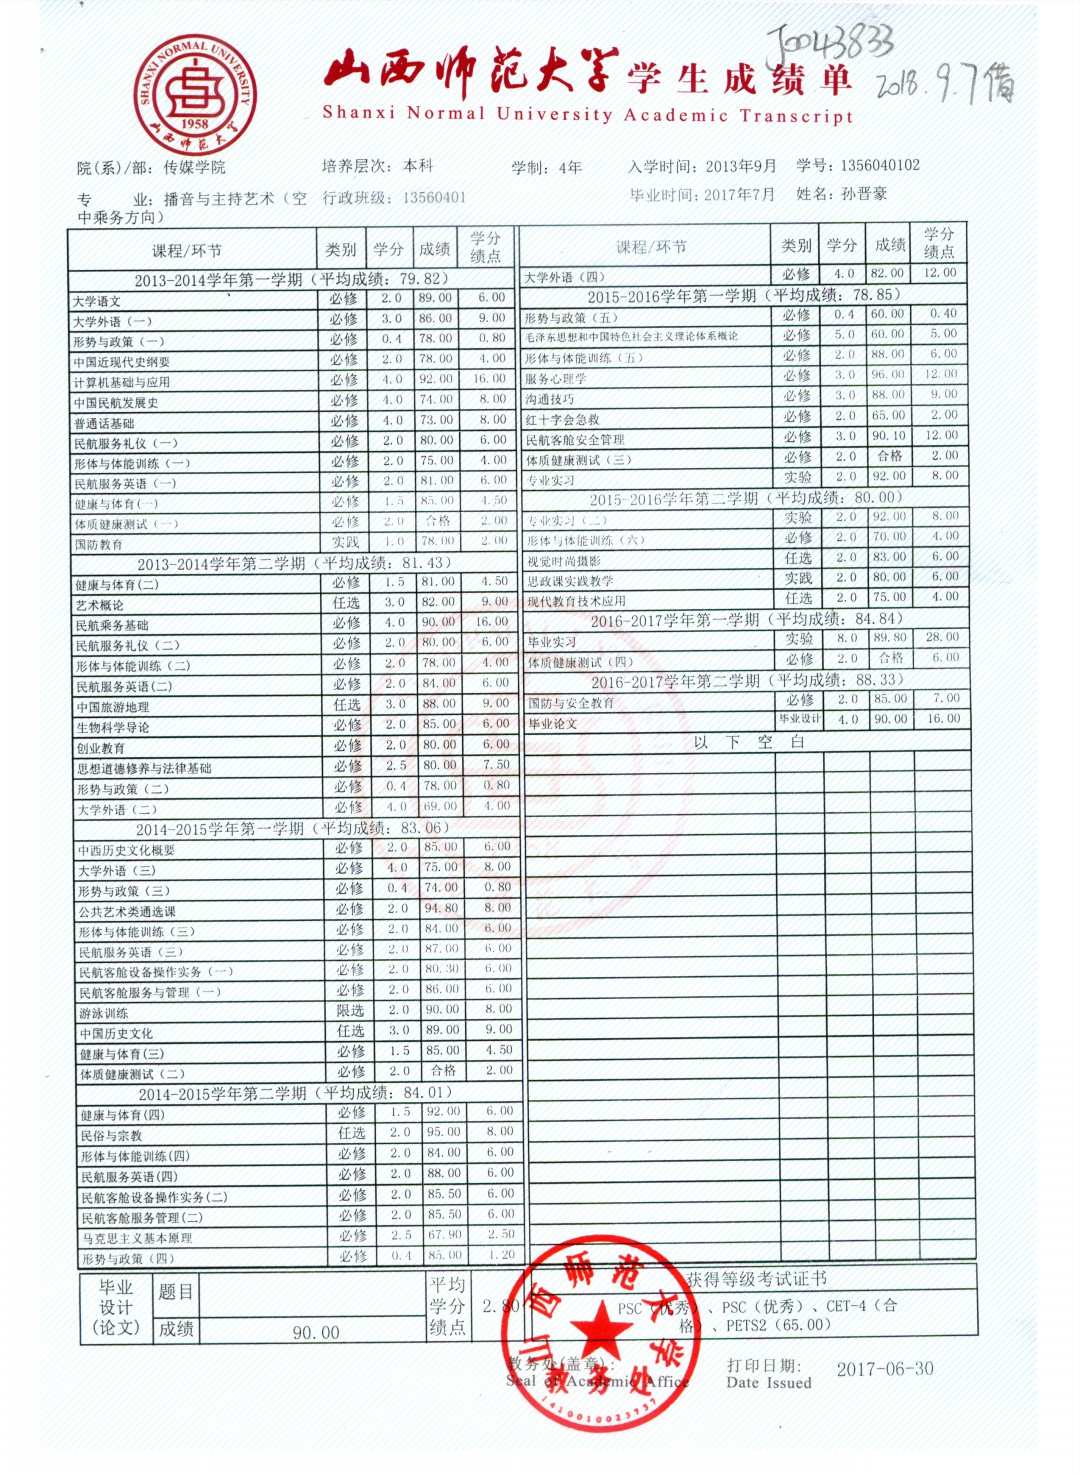 J0043833
2018.9.7借
SHANXI NORMAL UNIVERSITY
1958
山西师范大学
山西师范大学学生成绩单
Shanxi Normal University Academic Transcript
院(系)/部: 传媒学院 培养层次: 本科 学制: 4年 入学时间: 2013年9月 学号: 1356040102
专 业: 播音与主持艺术（空 行政班级: 13560401 毕业时间: 2017年7月 姓名: 孙晋豪
中乘务方向）
课程/环节 类别 学分 成绩 学分绩点
2013-2014学年第一学期（平均成绩: 79.82）
大学语文 必修 2.0 89.00 6.00
大学外语（一） 必修 3.0 86.00 9.00
形势与政策（一） 必修 0.4 78.00 0.80
中国近现代史纲要 必修 2.0 78.00 4.00
计算机基础与应用 必修 4.0 92.00 16.00
中国民航发展史 必修 4.0 74.00 8.00
普通话基础 必修 4.0 73.00 8.00
民航服务礼仪（一） 必修 2.0 80.00 6.00
形体与体能训练（一） 必修 2.0 75.00 4.00
民航服务英语（一） 必修 2.0 81.00 6.00
健康与体育(一) 必修 1.5 85.00 4.50
体质健康测试（一） 必修 2.0 合格 2.00
国防教育 实践 1.0 78.00 2.00
2013-2014学年第二学期（平均成绩: 81.43）
健康与体育(二) 必修 1.5 81.00 4.50
艺术概论 任选 3.0 82.00 9.00
民航乘务基础 必修 4.0 90.00 16.00
民航服务礼仪（二） 必修 2.0 80.00 6.00
形体与体能训练（二） 必修 2.0 78.00 4.00
民航服务英语(二) 必修 2.0 84.00 6.00
中国旅游地理 任选 3.0 88.00 9.00
生物科学导论 必修 2.0 85.00 6.00
创业教育 必修 2.0 80.00 6.00
思想道德修养与法律基础 必修 2.5 80.00 7.50
形势与政策（二） 必修 0.4 78.00 0.80
大学外语（二） 必修 4.0 69.00 4.00
2014-2015学年第一学期（平均成绩: 83.06）
中西历史文化概要 必修 2.0 85.00 6.00
大学外语（三） 必修 4.0 75.00 8.00
形势与政策（三） 必修 0.4 74.00 0.80
公共艺术类通选课 必修 2.0 94.80 8.00
形体与体能训练（三） 必修 2.0 84.00 6.00
民航服务英语（三） 必修 2.0 87.00 6.00
民航客舱设备操作实务（一） 必修 2.0 80.30 6.00
民航客舱服务与管理（一） 必修 2.0 86.00 6.00
游泳训练 限选 2.0 90.00 8.00
中国历史文化 任选 3.0 89.00 9.00
健康与体育(三) 必修 1.5 85.00 4.50
体质健康测试（二） 必修 2.0 合格 2.00
2014-2015学年第二学期（平均成绩: 84.01）
健康与体育(四) 必修 1.5 92.00 6.00
民俗与宗教 任选 2.0 95.00 8.00
形体与体能训练(四) 必修 2.0 84.00 6.00
民航服务英语(四) 必修 2.0 88.00 6.00
民航客舱设备操作实务(二) 必修 2.0 85.50 6.00
民航客舱服务管理(二) 必修 2.0 85.50 6.00
马克思主义基本原理 必修 2.5 67.90 2.50
形势与政策（四） 必修 0.4 85.00 1.20
课程/环节 类别 学分 成绩 学分绩点
大学外语（四） 必修 4.0 82.00 12.00
2015-2016学年第一学期（平均成绩: 78.85）
形势与政策（五） 必修 0.4 60.00 0.40
毛泽东思想和中国特色社会主义理论体系概论 必修 5.0 60.00 5.00
形体与体能训练（五） 必修 2.0 88.00 6.00
服务心理学 必修 3.0 96.00 12.00
沟通技巧 必修 3.0 88.00 9.00
红十字会急救 必修 2.0 65.00 2.00
民航客舱安全管理 必修 3.0 90.10 12.00
体质健康测试（三） 必修 2.0 合格 2.00
专业实习 实验 2.0 92.00 8.00
2015-2016学年第二学期（平均成绩: 80.00）
专业实习（二） 实验 2.0 92.00 8.00
形体与体能训练（六） 必修 2.0 70.00 4.00
视觉时尚摄影 任选 2.0 83.00 6.00
思政课实践教学 实践 2.0 80.00 6.00
现代教育技术应用 任选 2.0 75.00 4.00
2016-2017学年第一学期（平均成绩: 84.84）
毕业实习 实验 8.0 89.80 28.00
体质健康测试（四） 必修 2.0 合格 6.00
2016-2017学年第二学期（平均成绩: 88.33）
国防与安全教育 必修 2.0 85.00 7.00
毕业论文 毕业设计 4.0 90.00 16.00
以 下 空 白
毕业设计(论文) 题目
成绩 90.00
平均学分绩点 2.80
获得等级考试证书
PSC（优秀）、PSC（优秀）、CET-4（合
格）、PETS2（65.00）
教务处(盖章):
Seal of Academic Affice
山西师范大学
教务处
1410010023737
打印日期: 2017-06-30
Date Issued